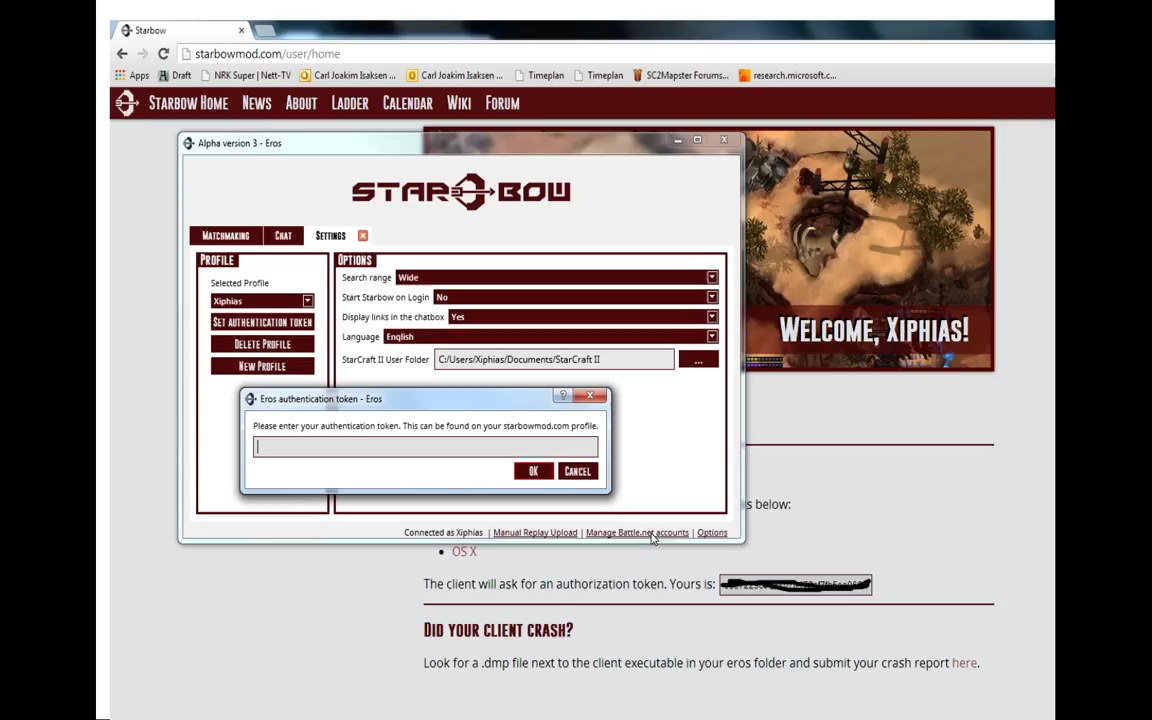 Starbow
starbowmod.com/user/home
Apps Draft NRK Super | Nett-TV Carl Joakim Isaksen ... Carl Joakim Isaksen ... Timeplan Timeplan SC2Mapster Forums... research.microsoft.c...
STARBOW HOME NEWS ABOUT LADDER CALENDAR WIKI FORUM
Alpha version 3 - Eros
STARBOW
MATCHMAKING CHAT SETTINGS
PROFILE
Selected Profile
Xiphias
SET AUTHENTICATION TOKEN
DELETE PROFILE
NEW PROFILE
OPTIONS
Search range Wide
Start Starbow on Login No
Display links in the chatbox Yes
Language English
StarCraft II User Folder C:/Users/Xiphias/Documents/StarCraft II ...
WELCOME, XIPHIAS!
Eros authentication token - Eros
Please enter your authentication token. This can be found on your starbowmod.com profile.
OK CANCEL
s below:
Connected as Xiphias | Manual Replay Upload | Manage Battle.net accounts | Options
OS X
The client will ask for an authorization token. Yours is:
DID YOUR CLIENT CRASH?
Look for a .dmp file next to the client executable in your eros folder and submit your crash report here.